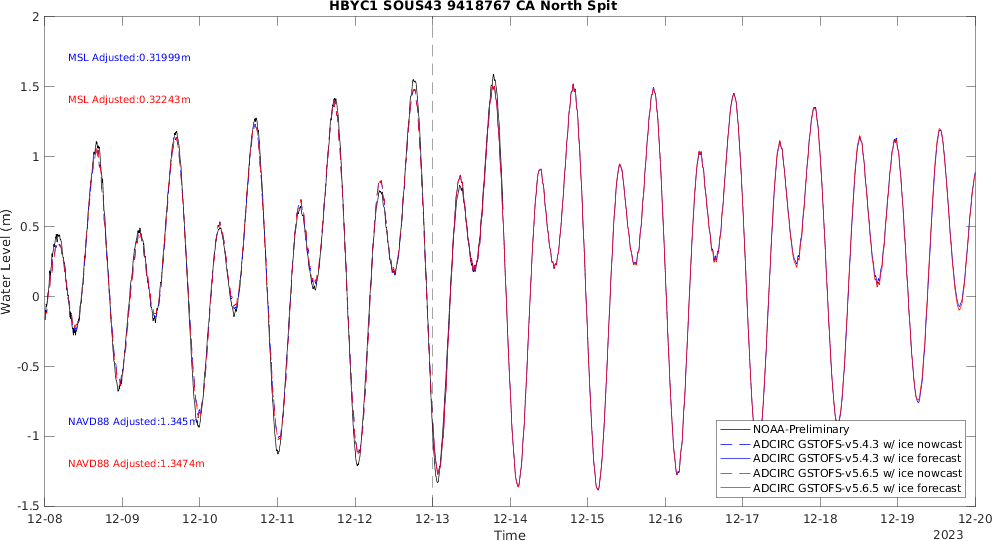 HBYC1 SOUS43 9418767 CA North Spit
2
1.5
1
0.5
0
-0.5
-1
-1.5
Water Level (m)
MSL Adjusted:0.31999m
MSL Adjusted:0.32243m
NAVD88 Adjusted:1.345m
NAVD88 Adjusted:1.3474m
NOAA-Preliminary
ADCIRC GSTOFS-v5.4.3 w/ ice nowcast
ADCIRC GSTOFS-v5.4.3 w/ ice forecast
ADCIRC GSTOFS-v5.6.5 w/ ice nowcast
ADCIRC GSTOFS-v5.6.5 w/ ice forecast
12-08 12-09 12-10 12-11 12-12 12-13 12-14 12-15 12-16 12-17 12-18 12-19 12-20
Time
2023